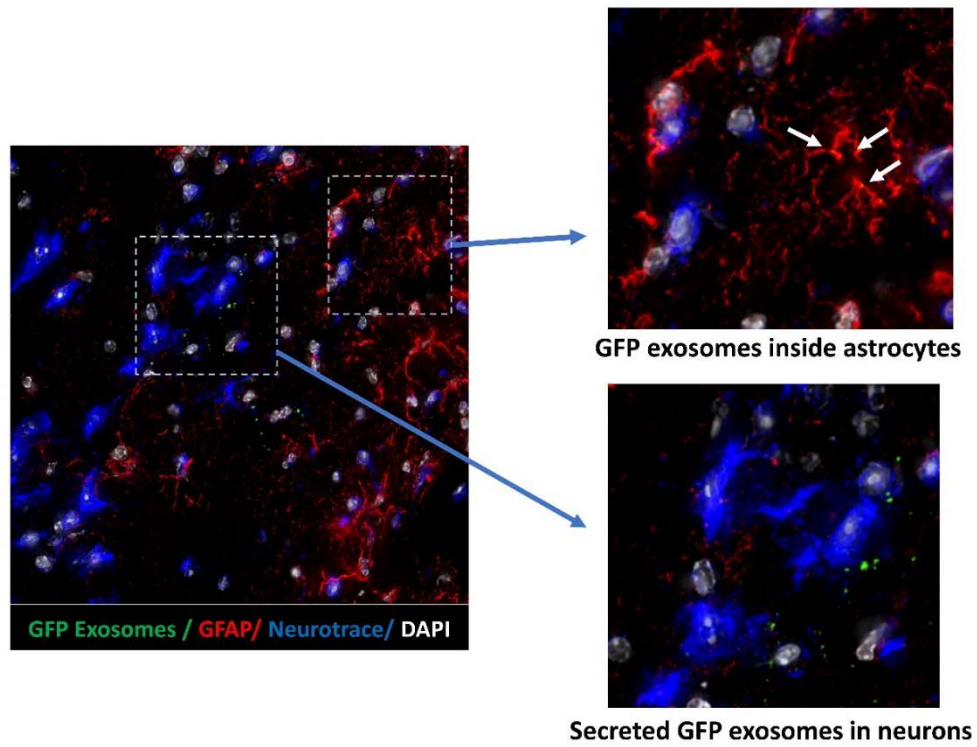 GFP exosomes inside astrocytes
GFP Exosomes / GFAP/ Neurotrace/ DAPI
Secreted GFP exosomes in neurons